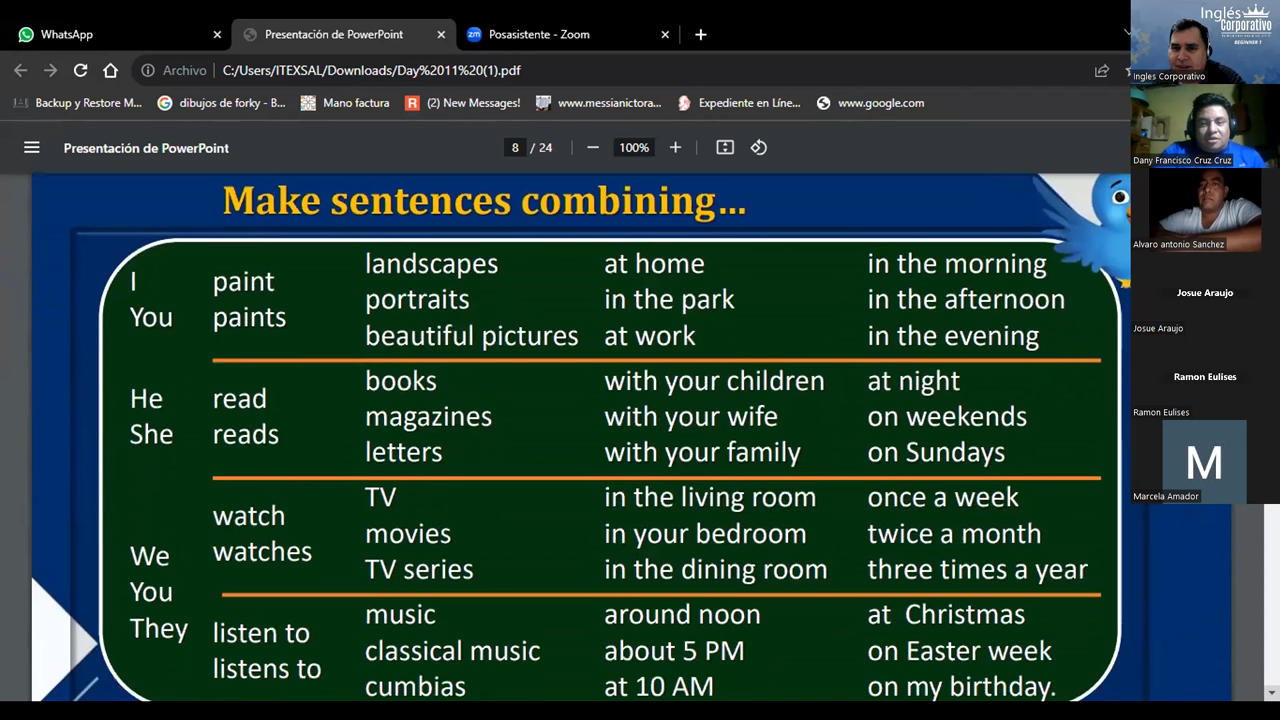 WhatsApp
Presentación de PowerPoint
Posasistente - Zoom
Archivo
C:/Users/ITEXSAL/Downloads/Day%2011%20(1).pdf
Backup y Restore M...
dibujos de forky - B...
Mano factura
(2) New Messages!
www.messianictora...
Expediente en Líne...
www.google.com
Presentación de PowerPoint
8 / 24
100%
Make sentences combining...
I paint landscapes at home in the morning
You paints portraits in the park in the afternoon
beautiful pictures at work in the evening
He read books with your children at night
She reads magazines with your wife on weekends
letters with your family on Sundays
watch TV in the living room once a week
We watches movies in your bedroom twice a month
You TV series in the dining room three times a year
They listen to music around noon at Christmas
listens to classical music about 5 PM on Easter week
cumbias at 10 AM on my birthday.
Inglés
Corporativo
BEGINNER 1
Ingles Corporativo
Dany Francisco Cruz Cruz
Alvaro antonio Sanchez
Josue Araujo
Josue Araujo
Ramon Eulises
Ramon Eulises
M
Marcela Amador